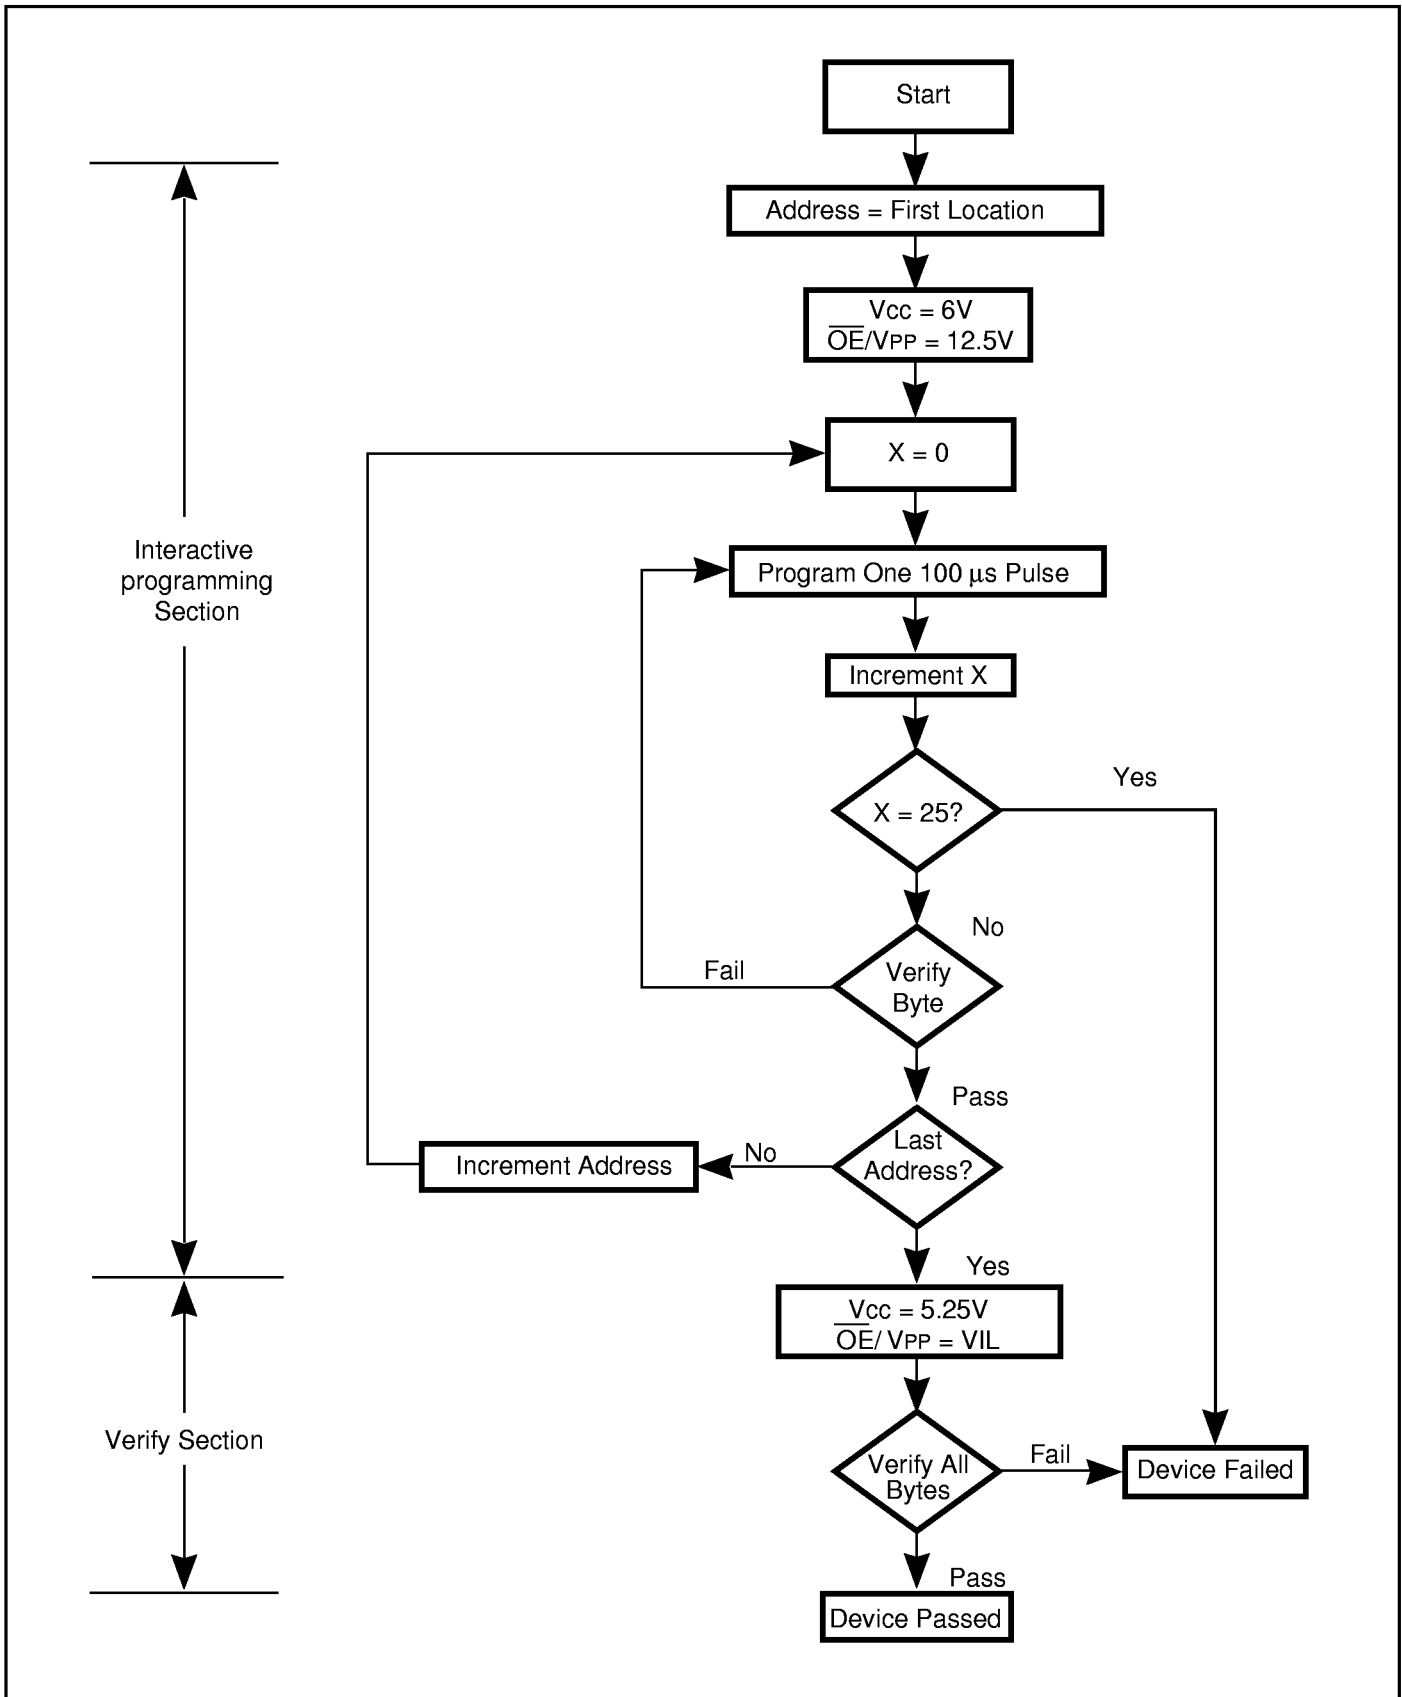 Start
Address = First Location
Vcc = 6V
OE/VPP = 12.5V
X = 0
Interactive
programming
Section
Program One 100 µs Pulse
Increment X
X = 25?
Yes
No
Verify
Byte
Fail
Pass
Last
Address?
No
Increment Address
Yes
Vcc = 5.25V
OE/ VPP = VIL
Verify Section
Verify All
Bytes
Fail
Device Failed
Pass
Device Passed